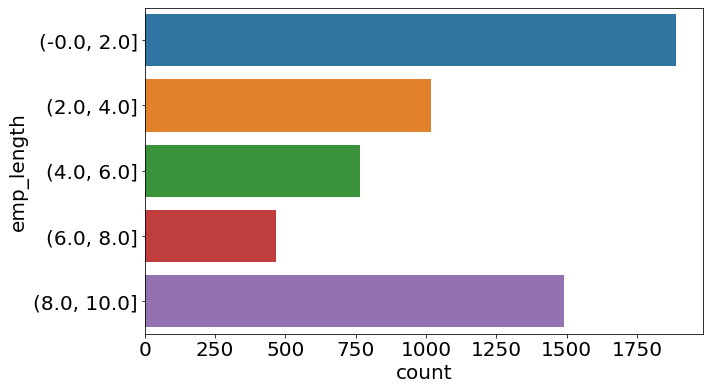 emp_length
(-0.0, 2.0]
(2.0, 4.0]
(4.0, 6.0]
(6.0, 8.0]
(8.0, 10.0]
0 250 500 750 1000 1250 1500 1750
count